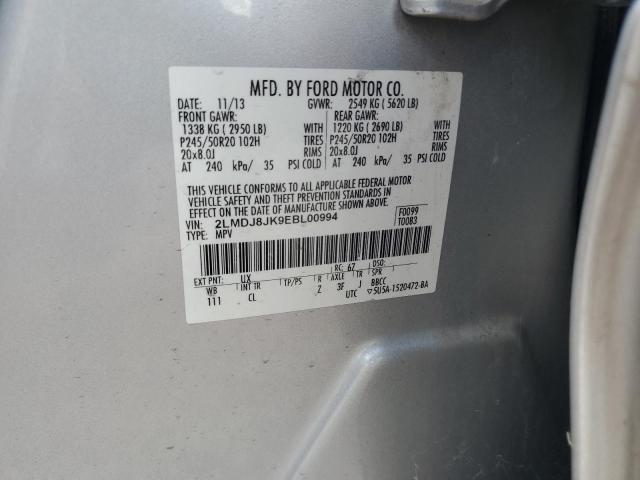 MFD. BY FORD MOTOR CO.
DATE: 11/13 GVWR: 2549 KG ( 5620 LB)
FRONT GAWR: REAR GAWR:
1338 KG ( 2950 LB) WITH 1220 KG ( 2690 LB) WITH
P245/50R20 102H TIRES P245/50R20 102H TIRES
20x8.0J RIMS 20x8.0J RIMS
AT 240 kPa/ 35 PSI COLD AT 240 kPa/ 35 PSI COLD
THIS VEHICLE CONFORMS TO ALL APPLICABLE FEDERAL MOTOR
VEHICLE SAFETY AND THEFT PREVENTION STANDARDS IN
EFFECT ON THE DATE OF MANUFACTURE SHOWN ABOVE.
VIN: 2LMDJ8JK9EBL00994 F0099
TYPE: MPV T0083
EXT PNT: UX RC: 67 DSO:
WB INT TR TP/PS R AXLE TR SPR
111 CL Z 3F J BBCC
UTC ▽5U5A-1520472-BA